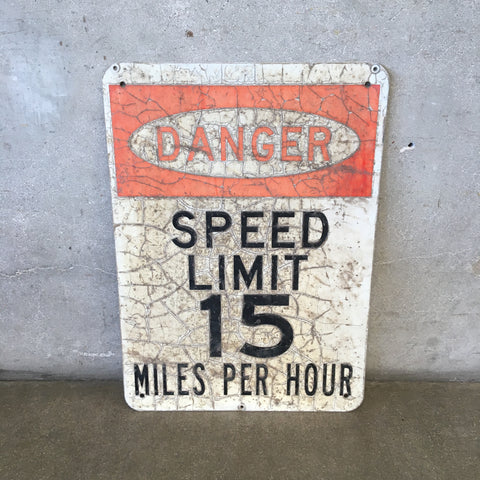 DANGER
SPEED
LIMIT
15
MILES PER HOUR